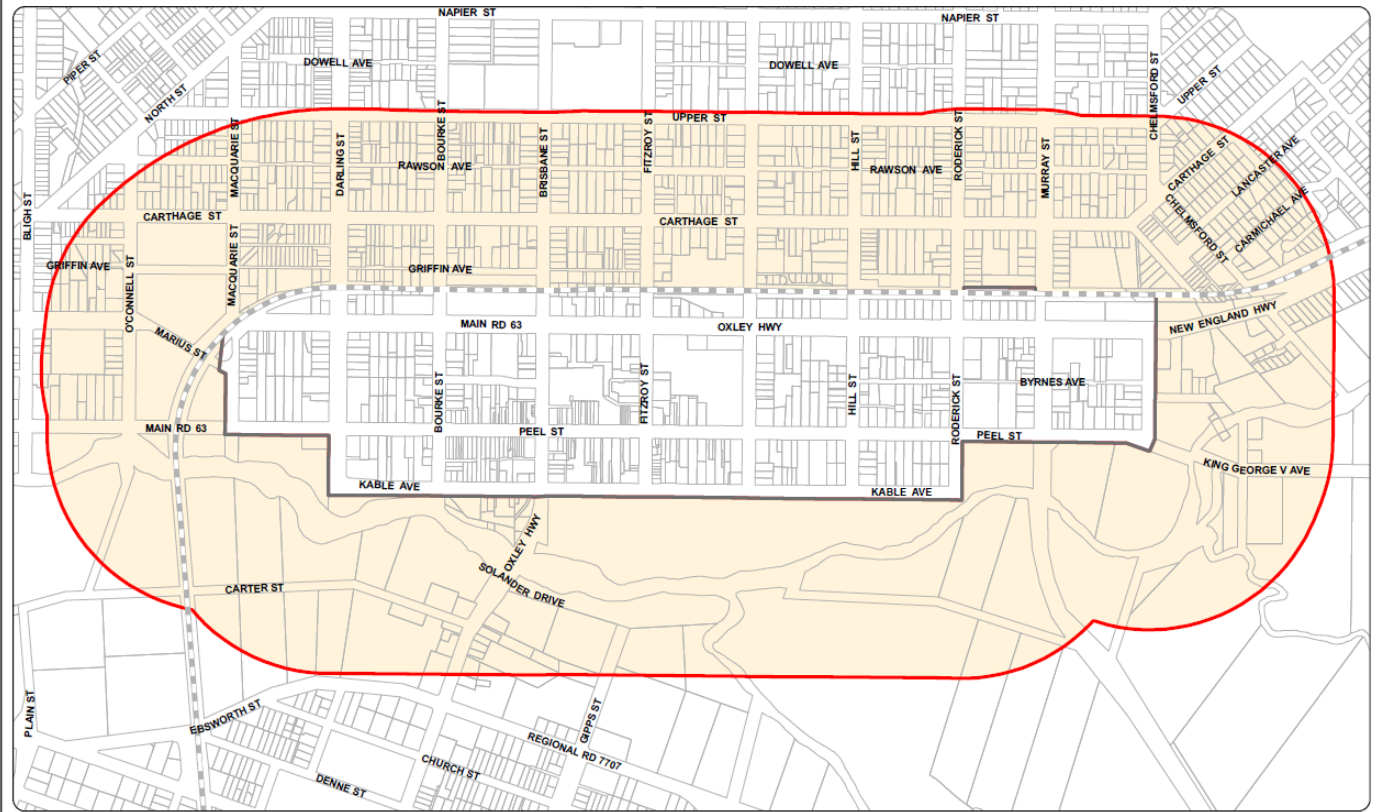 NAPIER ST
NAPIER ST
PIPER ST
DOWELL AVE
DOWELL AVE
CHELMSFORD ST
UPPER ST
NORTH ST
UPPER ST
MACQUARIE ST
DARLING ST
BOURKE ST
RAWSON AVE
BRISBANE ST
FITZROY ST
HILL ST
RAWSON AVE
RODERICK ST
MURRAY ST
CARTHAGE ST
LANCASTER AVE
BLIGH ST
CARTHAGE ST
CARTHAGE ST
CHELMSFORD ST
CARMICHAEL AVE
GRIFFIN AVE
O'CONNELL ST
MACQUARIE ST
GRIFFIN AVE
MARIUS ST
MAIN RD 63
OXLEY HWY
NEW ENGLAND HWY
BOURKE ST
FITZROY ST
HILL ST
RODERICK ST
BYRNES AVE
MAIN RD 63
PEEL ST
PEEL ST
KING GEORGE V AVE
KABLE AVE
KABLE AVE
OXLEY HWY
SOLANDER DRIVE
CARTER ST
PLAIN ST
EBSWORTH ST
GIPPS ST
REGIONAL RD 7707
CHURCH ST
DENNE ST